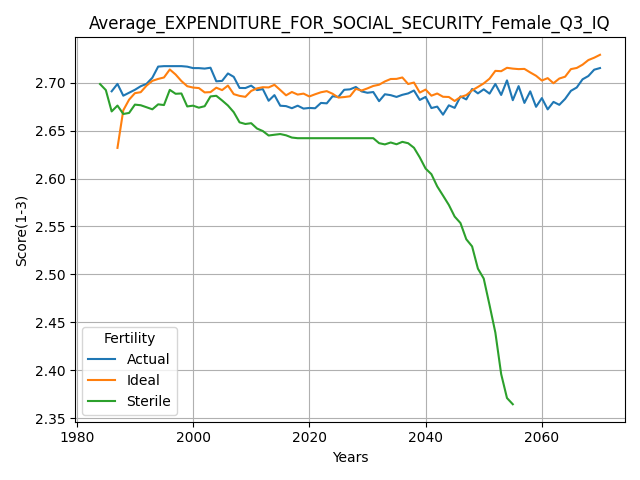 Average_EXPENDITURE_FOR_SOCIAL_SECURITY_Female_Q3_IQ
Score(1-3)
2.70
2.65
2.60
2.55
2.50
2.45
2.40
2.35
Fertility
Actual
Ideal
Sterile
1980 2000 2020 2040 2060
Years